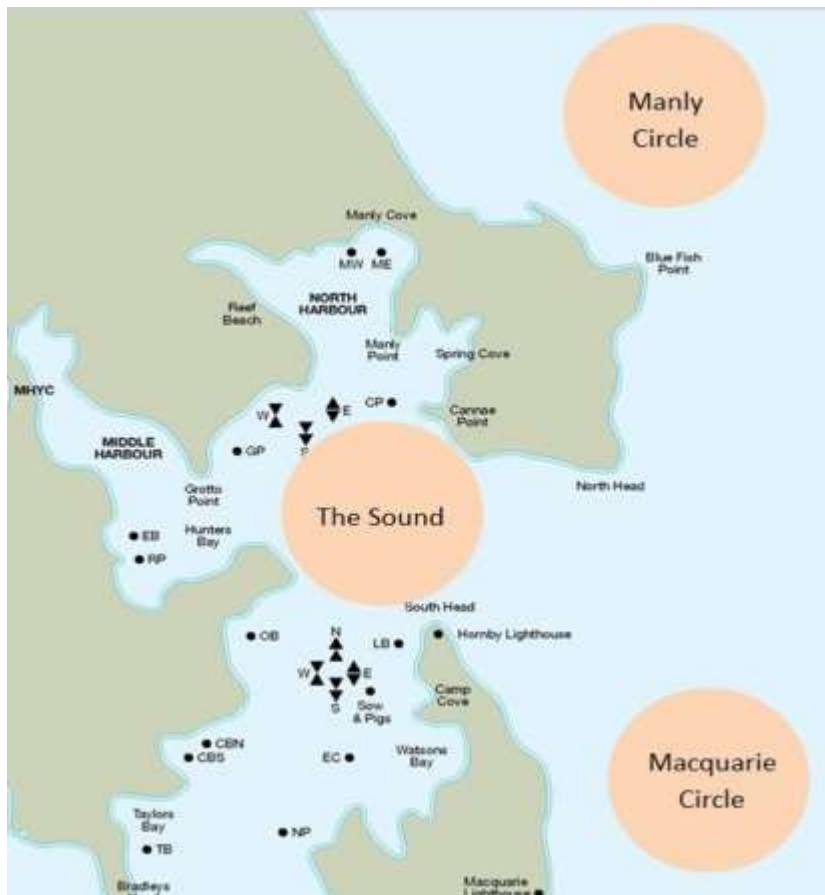 Manly
Circle
Manly Cove
MW
ME
Blue Fish
Point
NORTH
HARBOUR
Reef
Beach
Manly
Point
Spring Cove
MHYC
W
E
CP
Cannae
Point
MIDDLE
HARBOUR
GP
Grotto
Point
North Head
The Sound
EB
Hunters
Bay
RP
South Head
OB
N
LB
Hornby Lighthouse
W
E
S
Sow
& Pigs
Camp
Cove
CBN
CBS
EC
Watsons
Bay
Macquarie
Circle
Taylors
Bay
NP
TB
Bradleys
Macquarie
Lighthouse